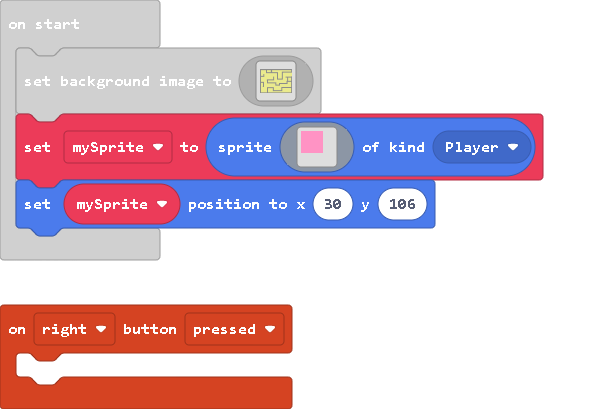 on start
set background image to
set mySprite to sprite of kind Player
set mySprite position to x 30 y 106
on right button pressed